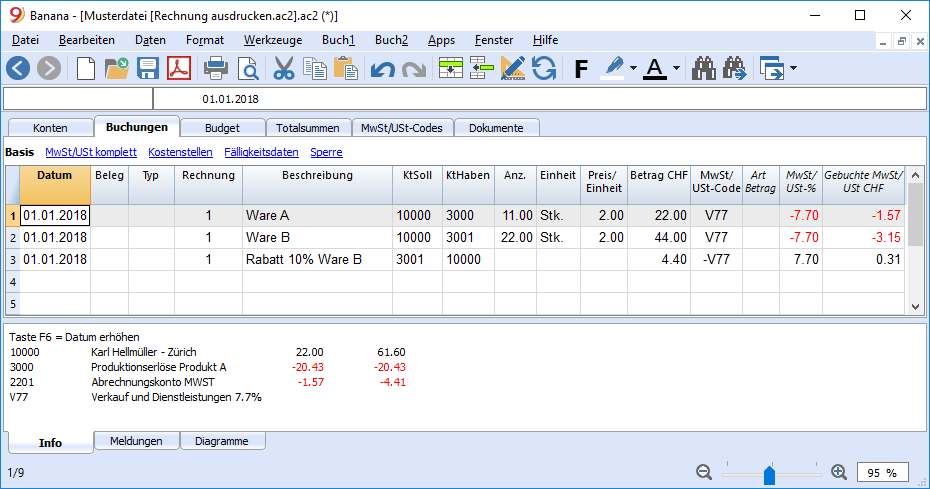 Banana - [Musterdatei [Rechnung ausdrucken.ac2].ac2 (*)]
Datei Bearbeiten Daten Format Werkzeuge Buch1 Buch2 Apps Fenster Hilfe
F A
01.01.2018
Konten Buchungen Budget Totalsummen MwSt/USt-Codes Dokumente
Basis MwSt/USt komplett Kostenstellen Fälligkeitsdaten Sperre
Datum Beleg Typ Rechnung Beschreibung KtSoll KtHaben Anz. Einheit Preis/ Einheit Betrag CHF MwSt/ USt-Code Art Betrag MwSt/ USt-% Gebuchte MwSt/ USt CHF
1 01.01.2018 1 Ware A 10000 3000 11.00 Stk. 2.00 22.00 V77 -7.70 -1.57
2 01.01.2018 1 Ware B 10000 3001 22.00 Stk. 2.00 44.00 V77 -7.70 -3.15
3 01.01.2018 1 Rabatt 10% Ware B 3001 10000 4.40 -V77 7.70 0.31
4
5
Taste F6 = Datum erhöhen
10000 Karl Hellmüller - Zürich 22.00 61.60
3000 Produktionserlöse Produkt A -20.43 -20.43
2201 Abrechnungskonto MWST -1.57 -4.41
V77 Verkauf und Dienstleistungen 7.7%
Info Meldungen Diagramme
1/9 95 %